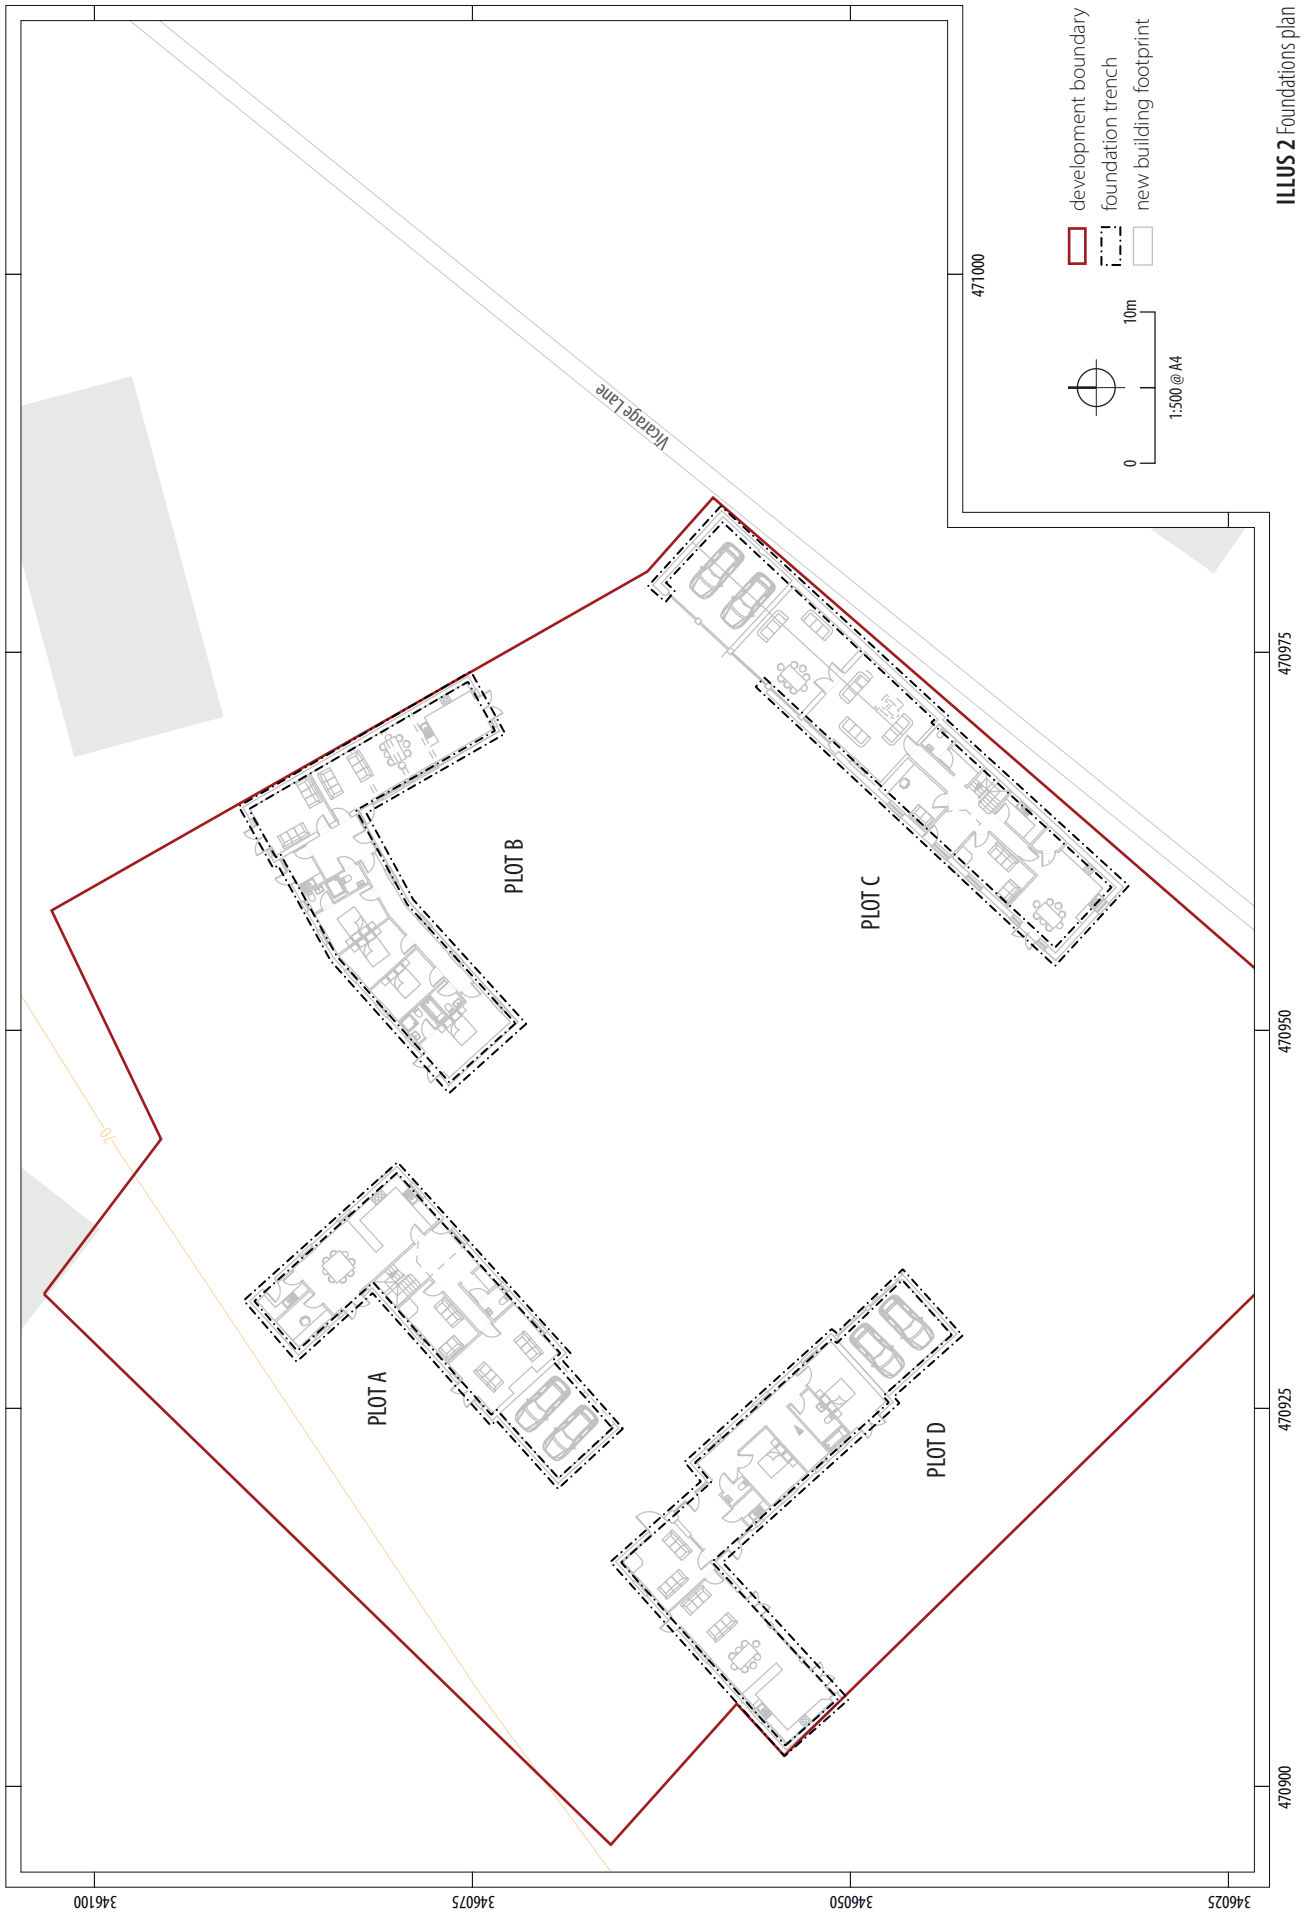 346100
346075
346050
346025
470900
470925
470950
470975
471000
70
Vicarage Lane
PLOT A
PLOT B
PLOT C
PLOT D
0
10m
1:500 @ A4
development boundary
foundation trench
new building footprint
ILLUS 2 Foundations plan